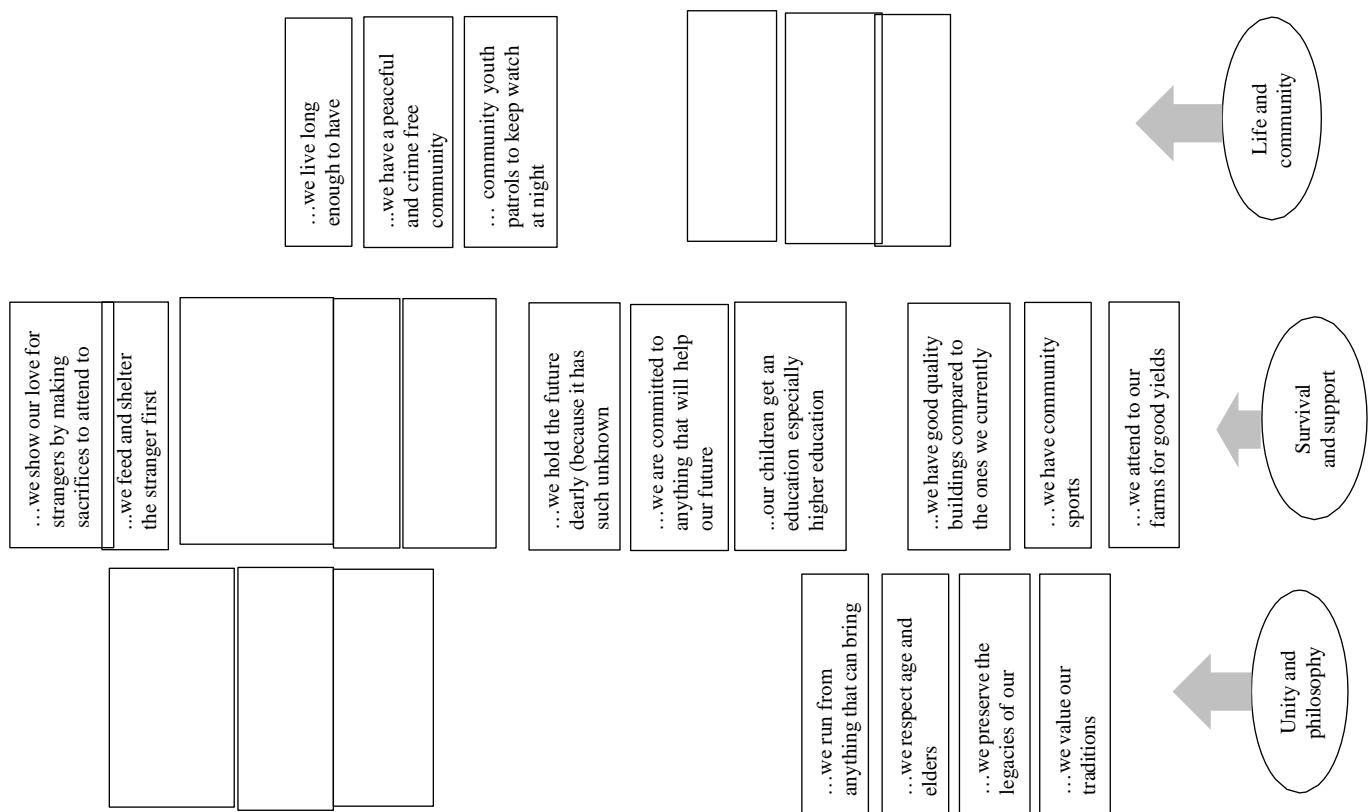 …we live long
enough to have
...we have a peaceful
and crime free
community
… community youth
patrols to keep watch
at night
Life and
community
…we show our love for
strangers by making
sacrifices to attend to
...we feed and shelter
the stranger first
…we hold the future
dearly (because it has
such unknown
…we are committed to
anything that will help
our future
...our children get an
education especially
higher education
...we have good quality
buildings compared to
the ones we currently
…we have community
sports
…we attend to our
farms for good yields
Survival
and support
…we run from
anything that can bring
…we respect age and
elders
…we preserve the
legacies of our
…we value our
traditions
Unity and
philosophy